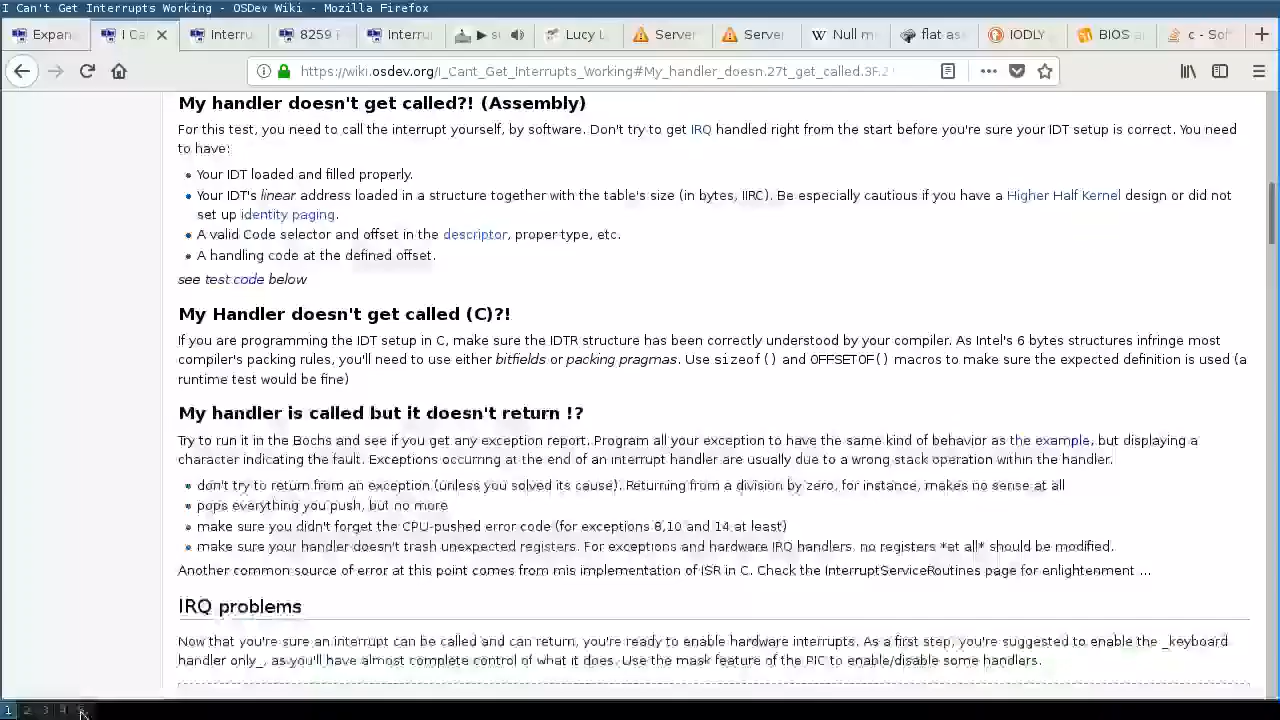 I Can't Get Interrupts Working - OSDev Wiki - Mozilla Firefox
Expan I Ca Interru 8259 Interru Lucy L Server Server Null m flat ass IODLY BIOS c - Sof
https://wiki.osdev.org/I_Cant_Get_Interrupts_Working#My_handler_doesn.27t_get_called.3F.2
My handler doesn't get called?! (Assembly)
For this test, you need to call the interrupt yourself, by software. Don't try to get IRQ handled right from the start before you're sure your IDT setup is correct. You need
to have:
• Your IDT loaded and filled properly.
• Your IDT's linear address loaded in a structure together with the table's size (in bytes, IIRC). Be especially cautious if you have a Higher Half Kernel design or did not
set up identity paging.
• A valid Code selector and offset in the descriptor, proper type, etc.
• A handling code at the defined offset.
see test code below
My Handler doesn't get called (C)?!
If you are programming the IDT setup in C, make sure the IDTR structure has been correctly understood by your compiler. As Intel's 6 bytes structures infringe most
compiler's packing rules, you'll need to use either bitfields or packing pragmas. Use sizeof() and OFFSETOF() macros to make sure the expected definition is used (a
runtime test would be fine)
My handler is called but it doesn't return !?
Try to run it in the Bochs and see if you get any exception report. Program all your exception to have the same kind of behavior as the example, but displaying a
character indicating the fault. Exceptions occurring at the end of an interrupt handler are usually due to a wrong stack operation within the handler.
• don't try to return from an exception (unless you solved its cause). Returning from a division by zero, for instance, makes no sense at all
• pops everything you push, but no more
• make sure you didn't forget the CPU-pushed error code (for exceptions 8,10 and 14 at least)
• make sure your handler doesn't trash unexpected registers. For exceptions and hardware IRQ handlers, no registers *at all* should be modified.
Another common source of error at this point comes from mis implementation of ISR in C. Check the InterruptServiceRoutines page for enlightenment ...
IRQ problems
Now that you're sure an interrupt can be called and can return, you're ready to enable hardware interrupts. As a first step, you're suggested to enable the _keyboard
handler only_, as you'll have almost complete control of what it does. Use the mask feature of the PIC to enable/disable some handlers.
1 2 3 4